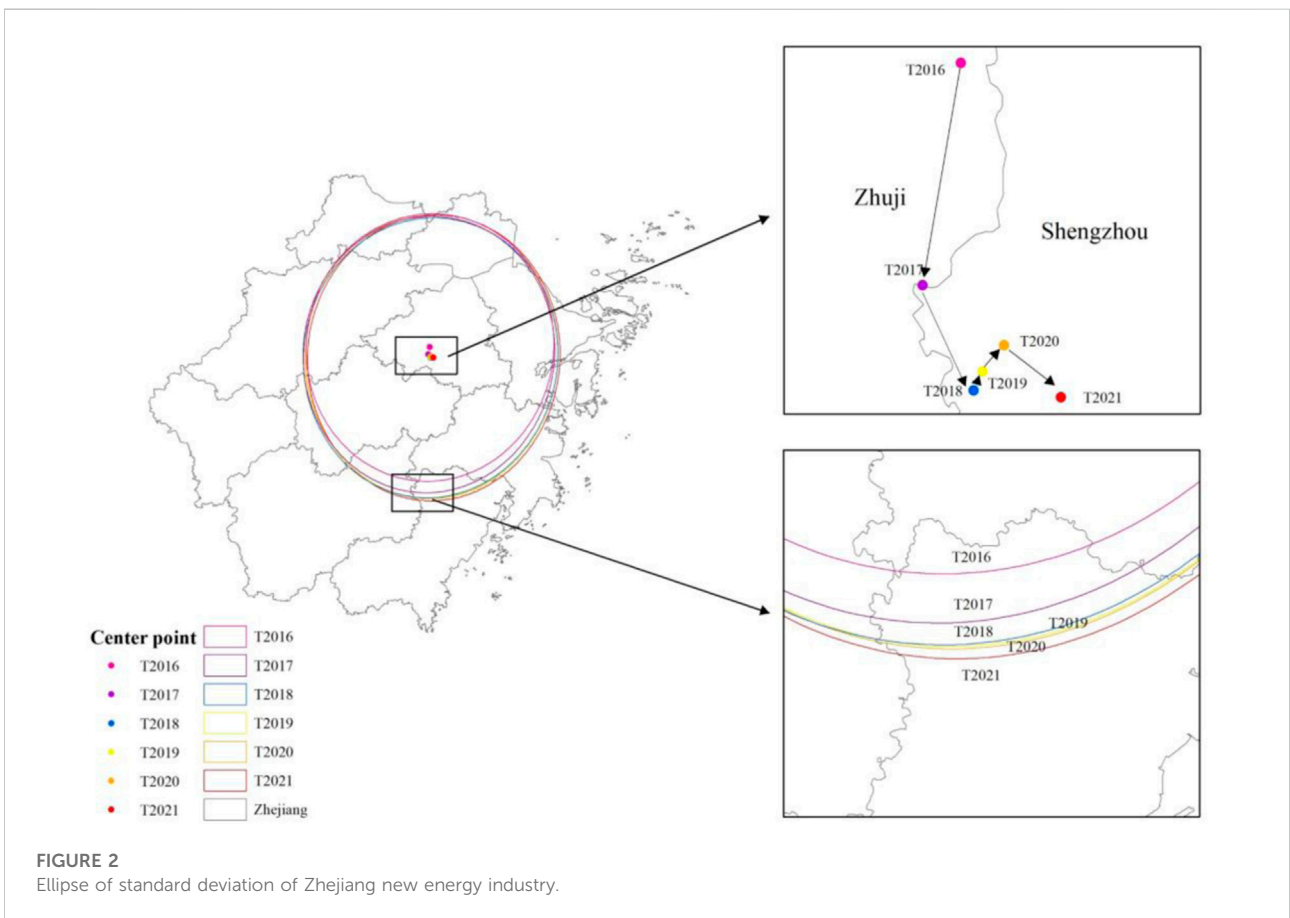 T2016
Zhuji
Shengzhou
T2017
T2020
T2019
T2018
T2021
T2016
T2017
T2019
T2018
T2020
T2021
Center point
T2016
T2017
T2018
T2019
T2020
T2021
T2016
T2017
T2018
T2019
T2020
T2021
Zhejiang
FIGURE 2
Ellipse of standard deviation of Zhejiang new energy industry.